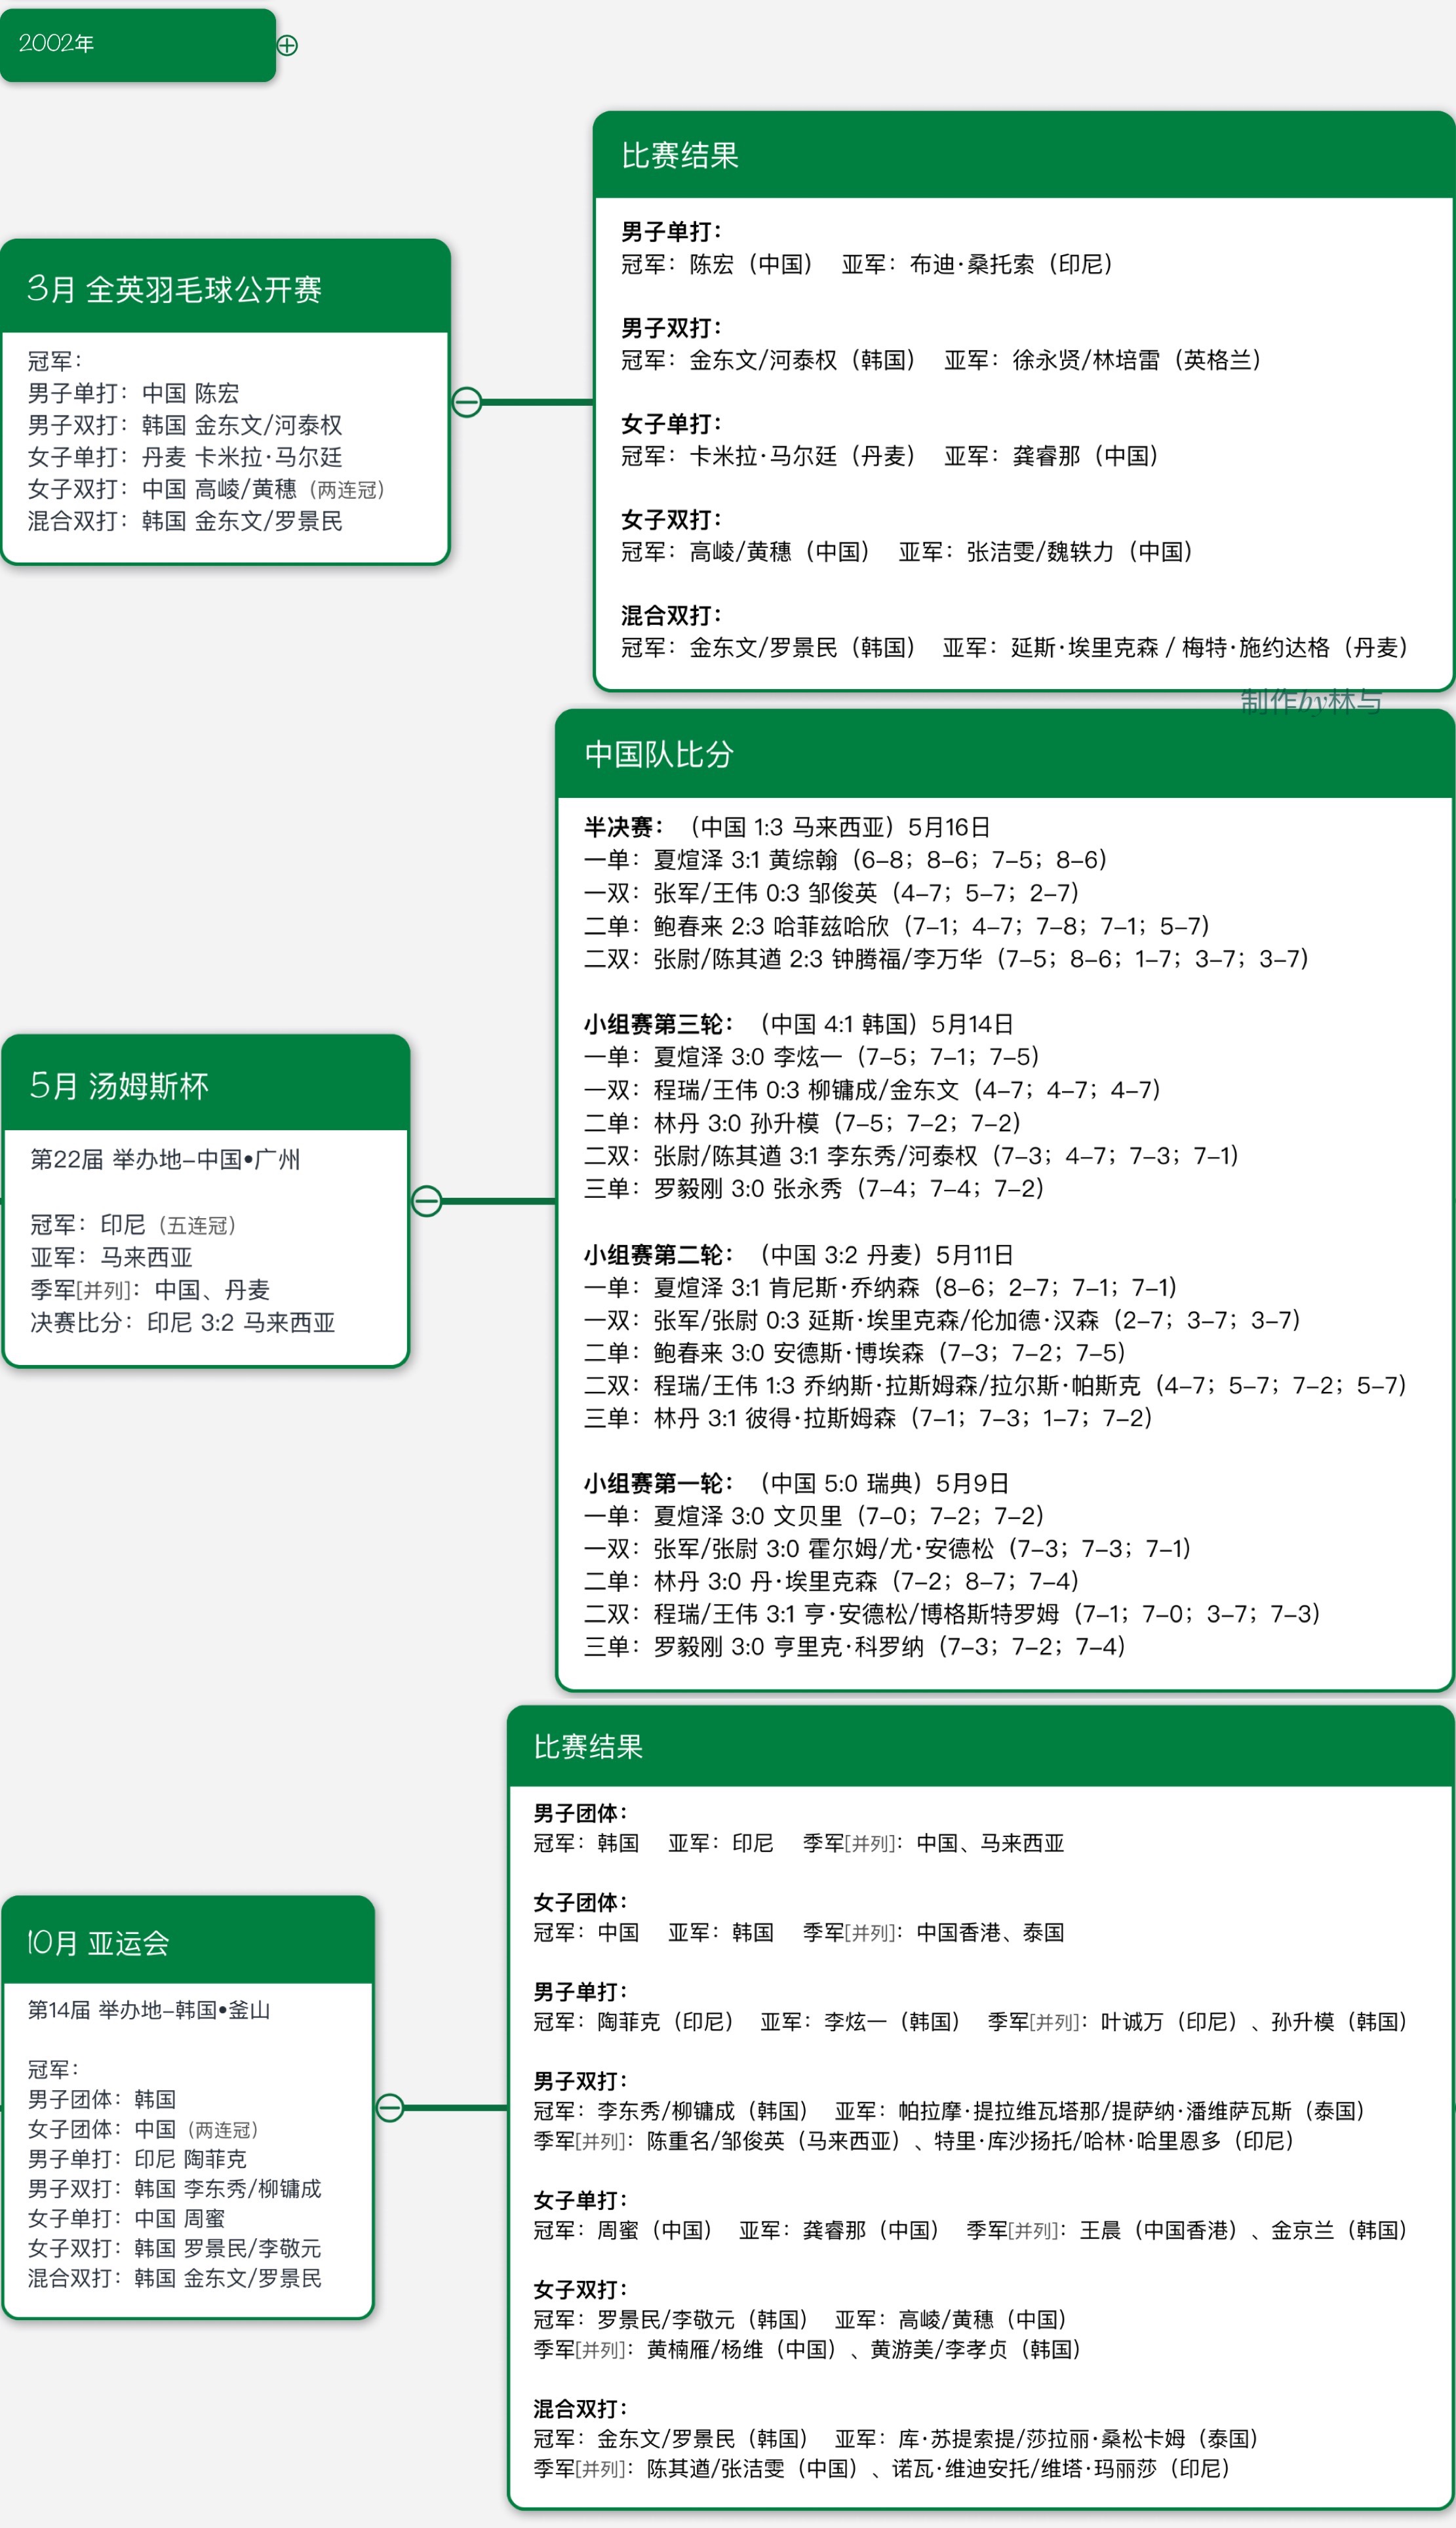 2002年
3月 全英羽毛球公开赛
冠军：
男子单打：中国 陈宏
男子双打：韩国 金东文/河泰权
女子单打：丹麦 卡米拉·马尔廷
女子双打：中国 高崚/黄穗（两连冠）
混合双打：韩国 金东文/罗景民
比赛结果
男子单打：
冠军：陈宏（中国） 亚军：布迪·桑托索（印尼）
男子双打：
冠军：金东文/河泰权（韩国） 亚军：徐永贤/林培雷（英格兰）
女子单打：
冠军：卡米拉·马尔廷（丹麦） 亚军：龚睿那（中国）
女子双打：
冠军：高崚/黄穗（中国） 亚军：张洁雯/魏轶力（中国）
混合双打：
冠军：金东文/罗景民（韩国） 亚军：延斯·埃里克森 / 梅特·施约达格（丹麦）
制作by林与
5月 汤姆斯杯
第22届 举办地–中国•广州
冠军：印尼（五连冠）
亚军：马来西亚
季军[并列]：中国、丹麦
决赛比分：印尼 3:2 马来西亚
中国队比分
半决赛：（中国 1:3 马来西亚）5月16日
一单：夏煊泽 3:1 黄综翰（6–8；8–6；7–5；8–6）
一双：张军/王伟 0:3 邹俊英（4–7；5–7；2–7）
二单：鲍春来 2:3 哈菲兹哈欣（7–1；4–7；7–8；7–1；5–7）
二双：张尉/陈其遒 2:3 钟腾福/李万华（7–5；8–6；1–7；3–7；3–7）
小组赛第三轮：（中国 4:1 韩国）5月14日
一单：夏煊泽 3:0 李炫一（7–5；7–1；7–5）
一双：程瑞/王伟 0:3 柳镛成/金东文（4–7；4–7；4–7）
二单：林丹 3:0 孙升模（7–5；7–2；7–2）
二双：张尉/陈其遒 3:1 李东秀/河泰权（7–3；4–7；7–3；7–1）
三单：罗毅刚 3:0 张永秀（7–4；7–4；7–2）
小组赛第二轮：（中国 3:2 丹麦）5月11日
一单：夏煊泽 3:1 肯尼斯·乔纳森（8–6；2–7；7–1；7–1）
一双：张军/张尉 0:3 延斯·埃里克森/伦加德·汉森（2–7；3–7；3–7）
二单：鲍春来 3:0 安德斯·博埃森（7–3；7–2；7–5）
二双：程瑞/王伟 1:3 乔纳斯·拉斯姆森/拉尔斯·帕斯克（4–7；5–7；7–2；5–7）
三单：林丹 3:1 彼得·拉斯姆森（7–1；7–3；1–7；7–2）
小组赛第一轮：（中国 5:0 瑞典）5月9日
一单：夏煊泽 3:0 文贝里（7–0；7–2；7–2）
一双：张军/张尉 3:0 霍尔姆/尤·安德松（7–3；7–3；7–1）
二单：林丹 3:0 丹·埃里克森（7–2；8–7；7–4）
二双：程瑞/王伟 3:1 亨·安德松/博格斯特罗姆（7–1；7–0；3–7；7–3）
三单：罗毅刚 3:0 亨里克·科罗纳（7–3；7–2；7–4）
10月 亚运会
第14届 举办地–韩国•釜山
冠军：
男子团体：韩国
女子团体：中国（两连冠）
男子单打：印尼 陶菲克
男子双打：韩国 李东秀/柳镛成
女子单打：中国 周蜜
女子双打：韩国 罗景民/李敬元
混合双打：韩国 金东文/罗景民
比赛结果
男子团体：
冠军：韩国 亚军：印尼 季军[并列]：中国、马来西亚
女子团体：
冠军：中国 亚军：韩国 季军[并列]：中国香港、泰国
男子单打：
冠军：陶菲克（印尼） 亚军：李炫一（韩国） 季军[并列]：叶诚万（印尼）、孙升模（韩国）
男子双打：
冠军：李东秀/柳镛成（韩国） 亚军：帕拉摩·提拉维瓦塔那/提萨纳·潘维萨瓦斯（泰国）
季军[并列]：陈重名/邹俊英（马来西亚）、特里·库沙扬托/哈林·哈里恩多（印尼）
女子单打：
冠军：周蜜（中国） 亚军：龚睿那（中国） 季军[并列]：王晨（中国香港）、金京兰（韩国）
女子双打：
冠军：罗景民/李敬元（韩国） 亚军：高崚/黄穗（中国）
季军[并列]：黄楠雁/杨维（中国）、黄游美/李孝贞（韩国）
混合双打：
冠军：金东文/罗景民（韩国） 亚军：库·苏提索提/莎拉丽·桑松卡姆（泰国）
季军[并列]：陈其遒/张洁雯（中国）、诺瓦·维迪安托/维塔·玛丽莎（印尼）